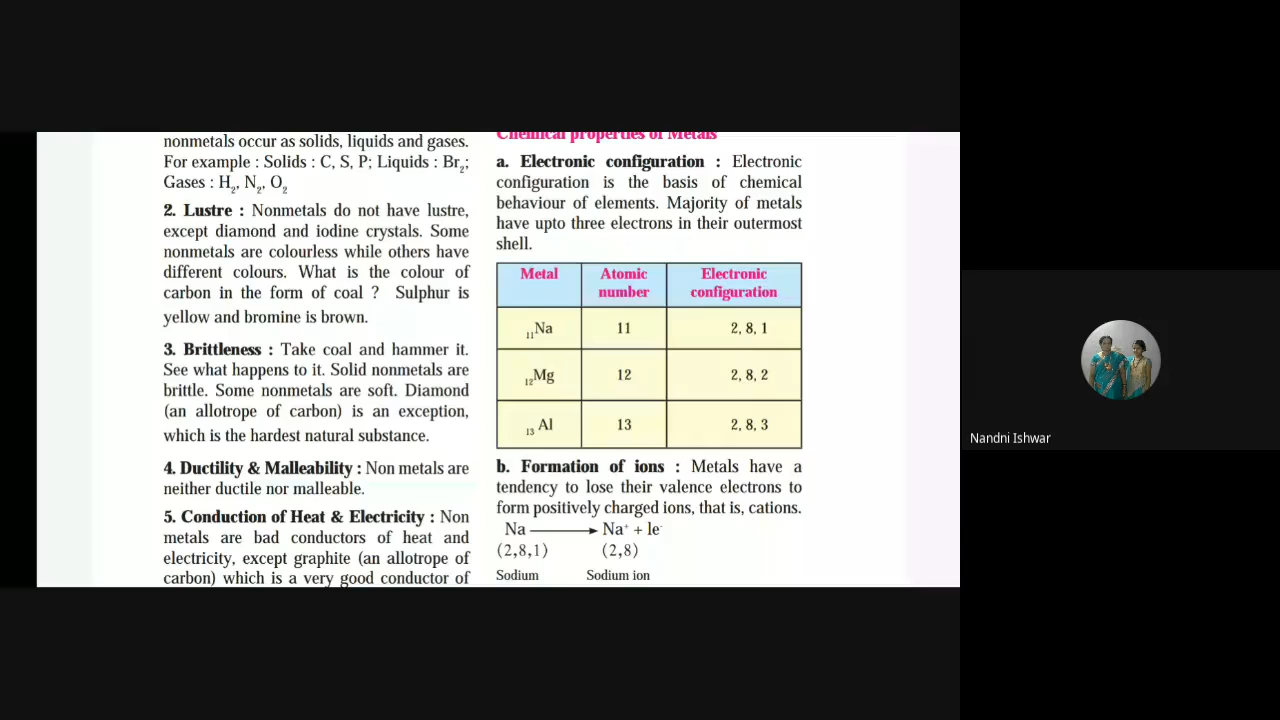 nonmetals occur as solids, liquids and gases.
For example : Solids : C, S, P; Liquids : Br₂;
Gases : H₂, N₂, O₂
2. Lustre : Nonmetals do not have lustre,
except diamond and iodine crystals. Some
nonmetals are colourless while others have
different colours. What is the colour of
carbon in the form of coal ? Sulphur is
yellow and bromine is brown.
3. Brittleness : Take coal and hammer it.
See what happens to it. Solid nonmetals are
brittle. Some nonmetals are soft. Diamond
(an allotrope of carbon) is an exception,
which is the hardest natural substance.
4. Ductility & Malleability : Non metals are
neither ductile nor malleable.
5. Conduction of Heat & Electricity : Non
metals are bad conductors of heat and
electricity, except graphite (an allotrope of
carbon) which is a very good conductor of
Chemical properties of Metals
a. Electronic configuration : Electronic
configuration is the basis of chemical
behaviour of elements. Majority of metals
have upto three electrons in their outermost
shell.
Metal Atomic number Electronic configuration
₁₁Na 11 2, 8, 1
₁₂Mg 12 2, 8, 2
₁₃ Al 13 2, 8, 3
b. Formation of ions : Metals have a
tendency to lose their valence electrons to
form positively charged ions, that is, cations.
Na ⟶ Na⁺ + le⁻
(2,8,1) (2,8)
Sodium Sodium ion
Nandni Ishwar